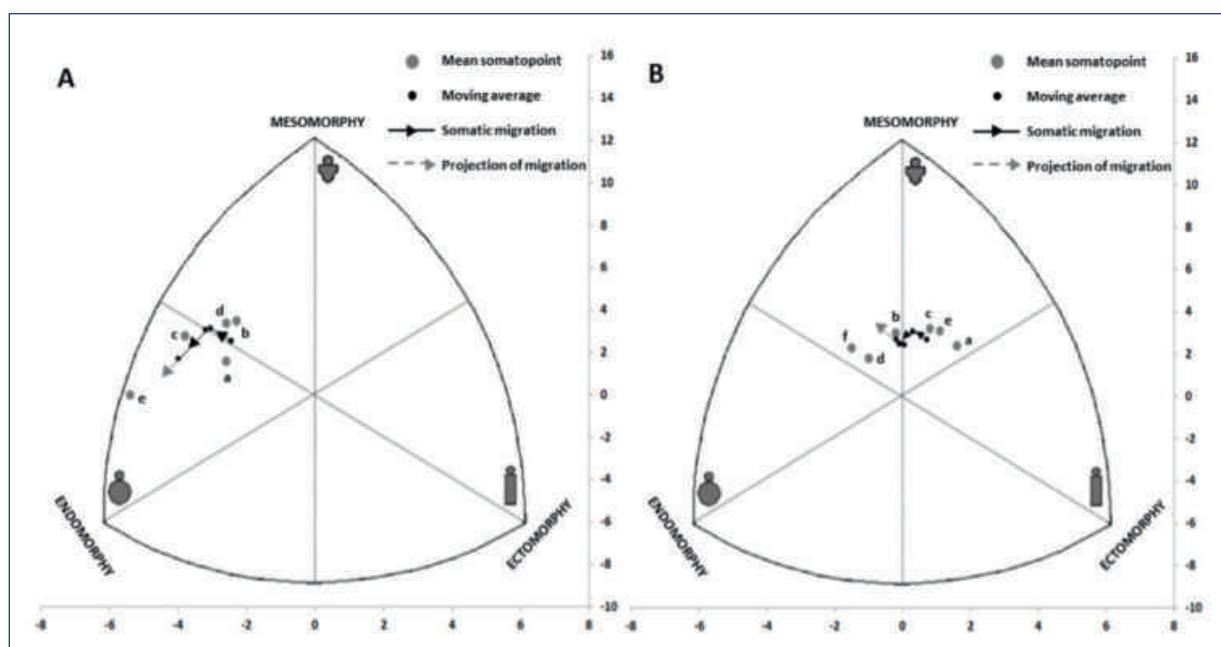 A
Mean somatopoint
Moving average
Somatic migration
Projection of migration
MESOMORPHY
ENDOMORPHY
ECTOMORPHY
d
c
b
a
e
16
14
12
10
8
6
4
2
0
-2
-4
-6
-8
-10
-8
-6
-4
-2
0
2
4
6
8
B
Mean somatopoint
Moving average
Somatic migration
Projection of migration
MESOMORPHY
ENDOMORPHY
ECTOMORPHY
b
c
e
f
d
a
16
14
12
10
8
6
4
2
0
-2
-4
-6
-8
-10
-8
-6
-4
-2
0
2
4
6
8